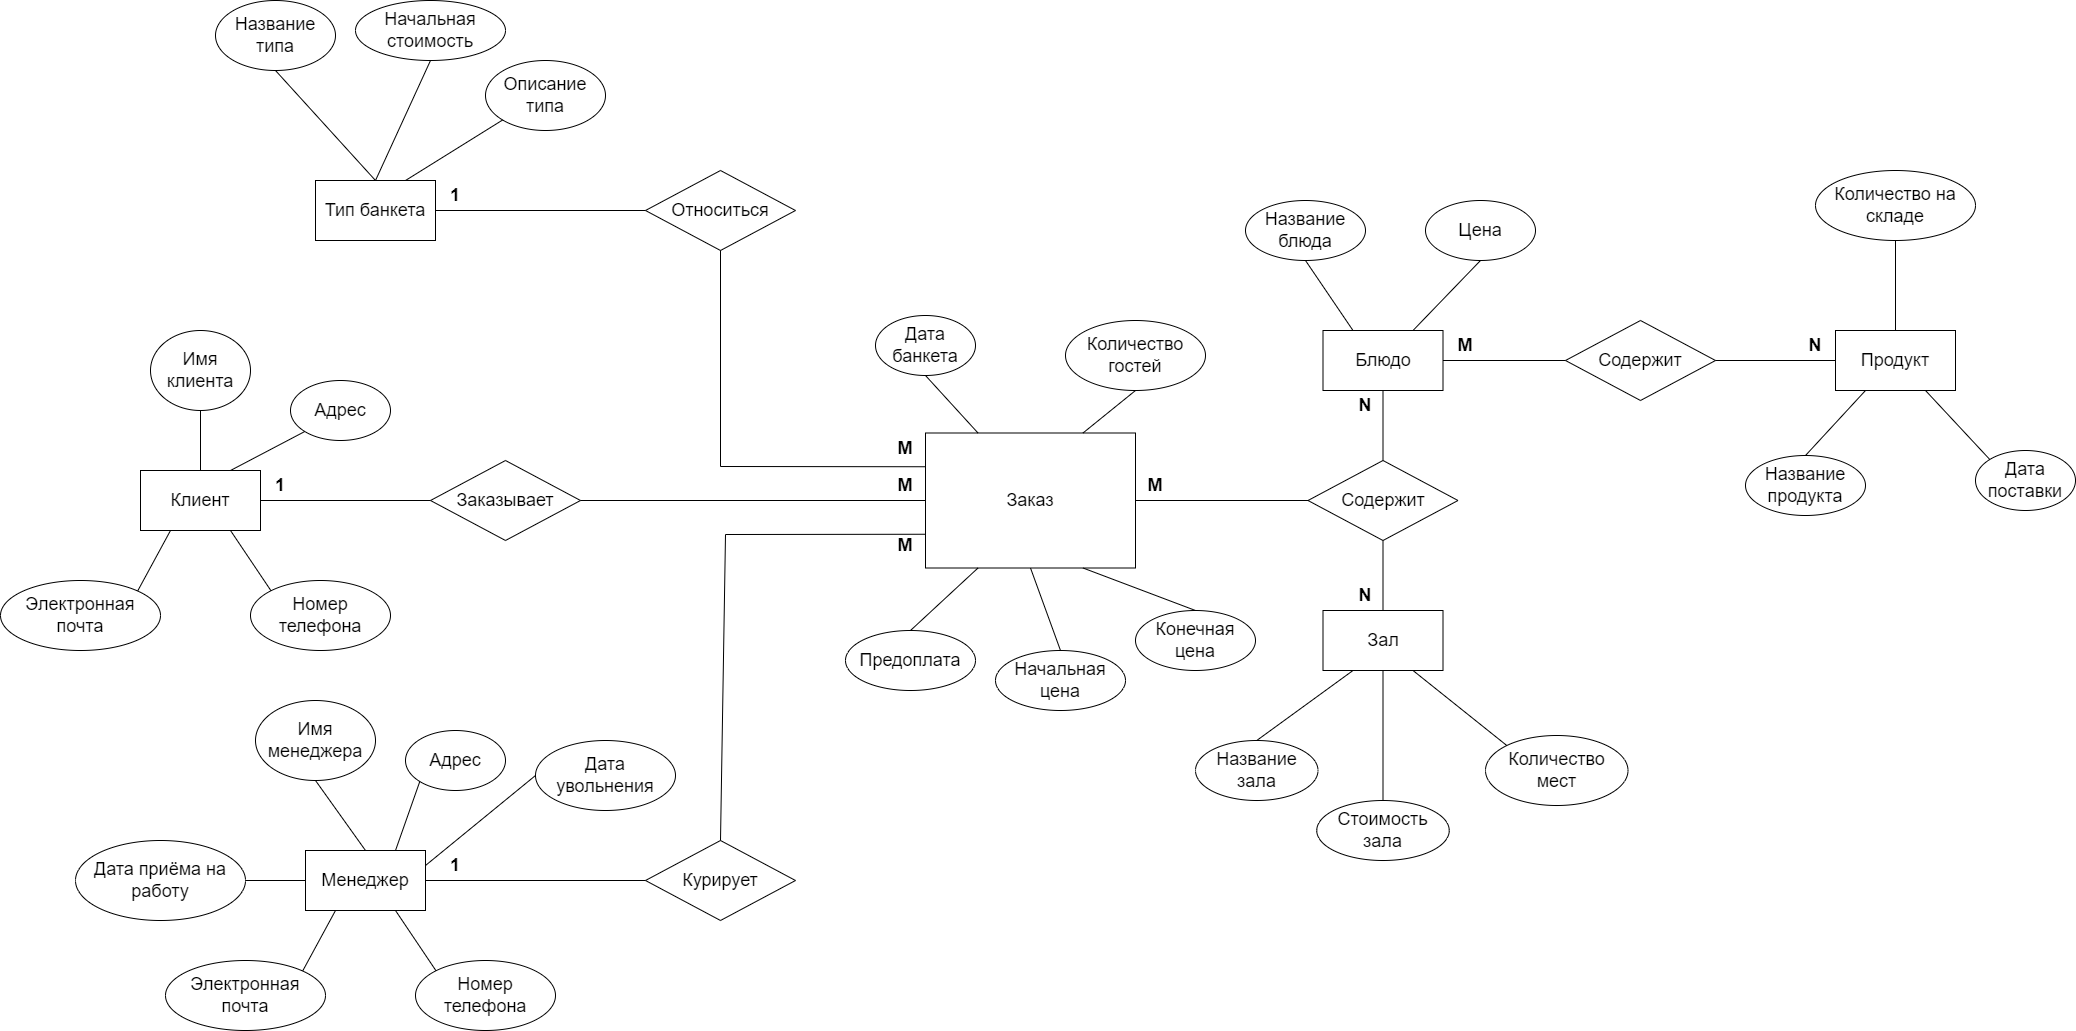 Название
типа
Начальная
стоимость
Описание
типа
Тип банкета
1
Относиться
Название
блюда
Цена
Количество на
складе
Имя
клиента
Адрес
Дата
банкета
Количество
гостей
Блюдо
M
Содержит
N
Продукт
N
Название
продукта
Дата
поставки
Клиент
1
Заказывает
M
M
M
Заказ
M
Содержит
N
Зал
Электронная
почта
Номер
телефона
Предоплата
Начальная
цена
Конечная
цена
Название
зала
Стоимость
зала
Количество
мест
Имя
менеджера
Адрес
Дата
увольнения
Дата приёма на
работу
Менеджер
1
Курирует
Электронная
почта
Номер
телефона